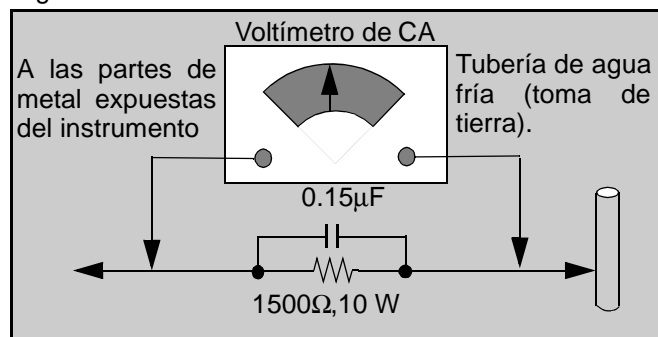 Voltímetro de CA
A las partes de
metal expuestas
del instrumento
Tubería de agua
fría (toma de
tierra).
0.15μF
1500Ω,10 W